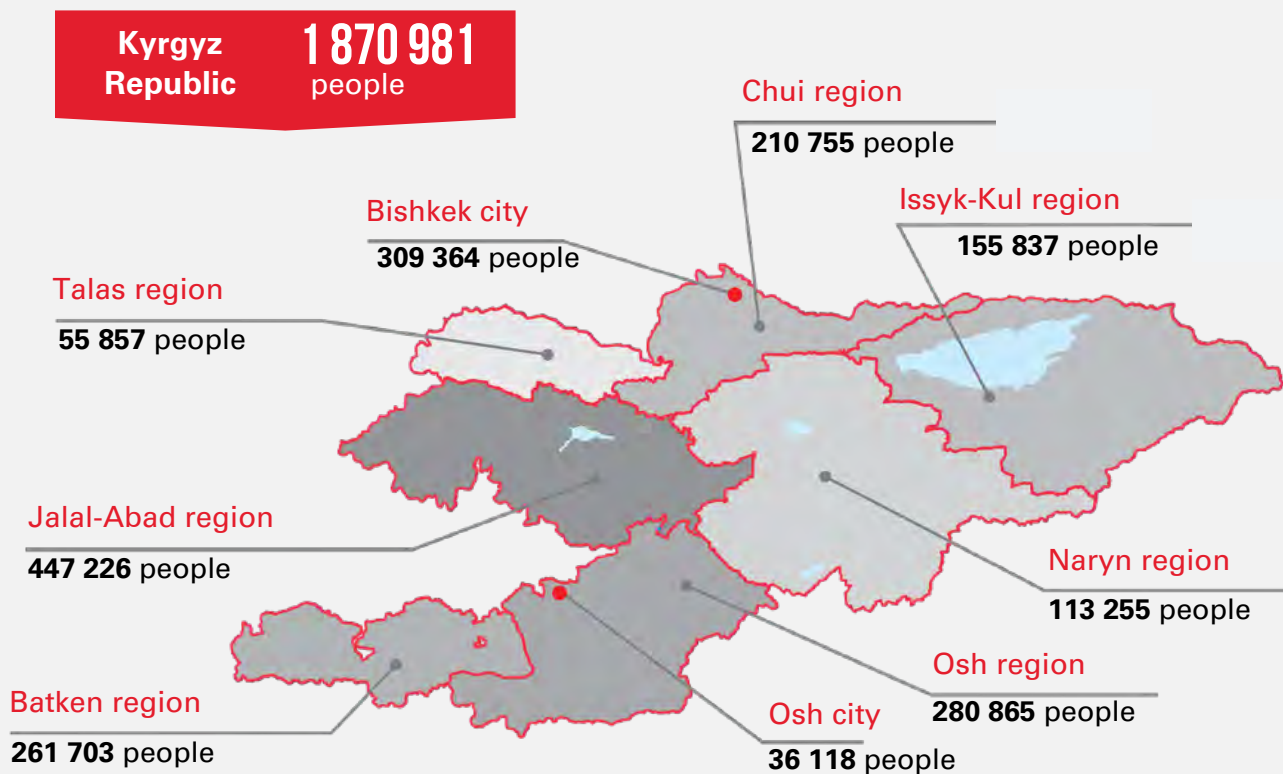 Kyrgyz
Republic
1 870 981
people
Chui region
210 755 people
Issyk-Kul region
155 837 people
Bishkek city
309 364 people
Talas region
55 857 people
Jalal-Abad region
447 226 people
Naryn region
113 255 people
Osh region
280 865 people
Batken region
261 703 people
Osh city
36 118 people